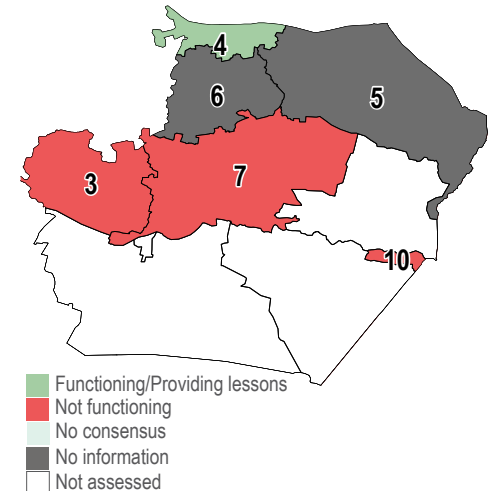 4
6
5
3
7
10
Functioning/Providing lessons
Not functioning
No consensus
No information
Not assessed